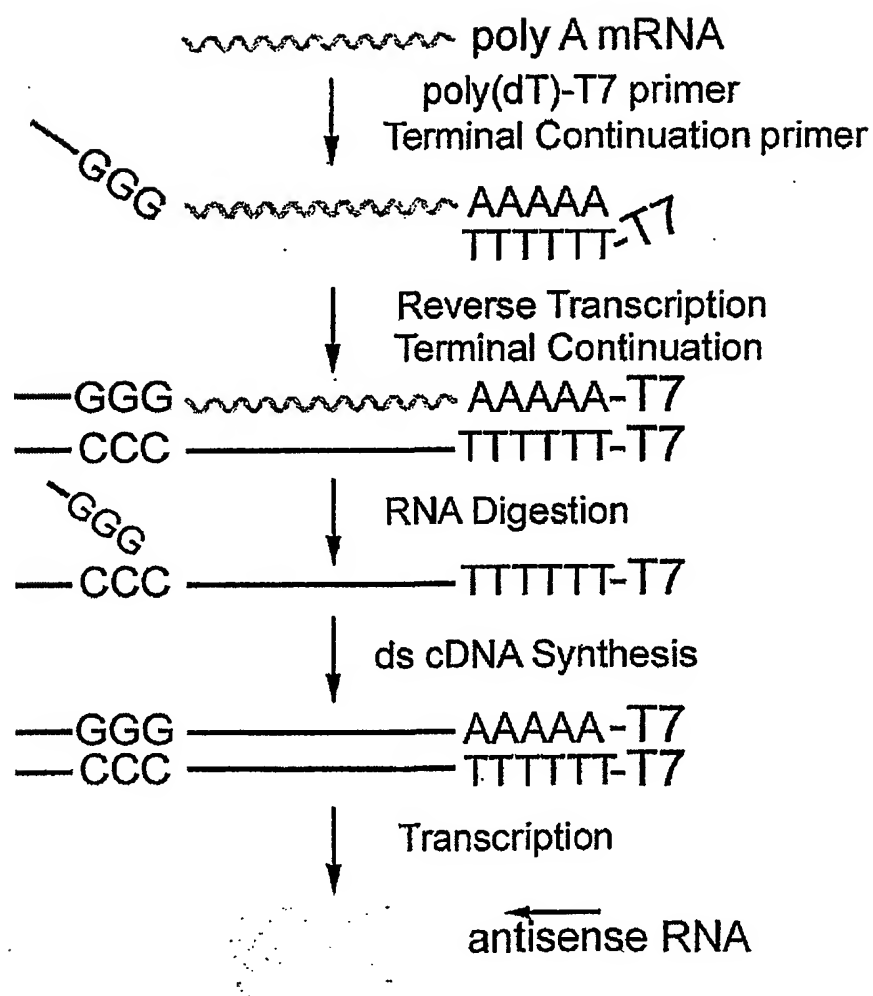 poly A mRNA
poly(dT)-T7 primer
Terminal Continuation primer
GGG
AAAAA
TTTTTT-T7
Reverse Transcription
Terminal Continuation
GGG AAAAA-T7
CCC TTTTTT-T7
RNA Digestion
GGG
CCC TTTTTT-T7
ds cDNA Synthesis
GGG AAAAA-T7
CCC TTTTTT-T7
Transcription
antisense RNA